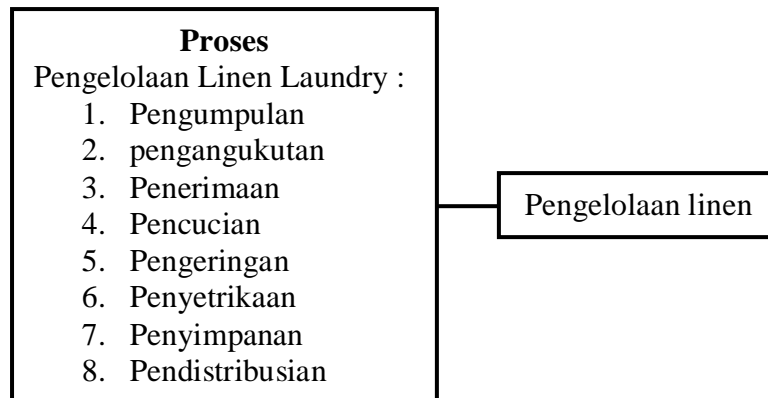 Proses
Pengelolaan Linen Laundry :
1. Pengumpulan
2. pengangukutan
3. Penerimaan
4. Pencucian
5. Pengeringan
6. Penyetrikaan
7. Penyimpanan
8. Pendistribusian
Pengelolaan linen